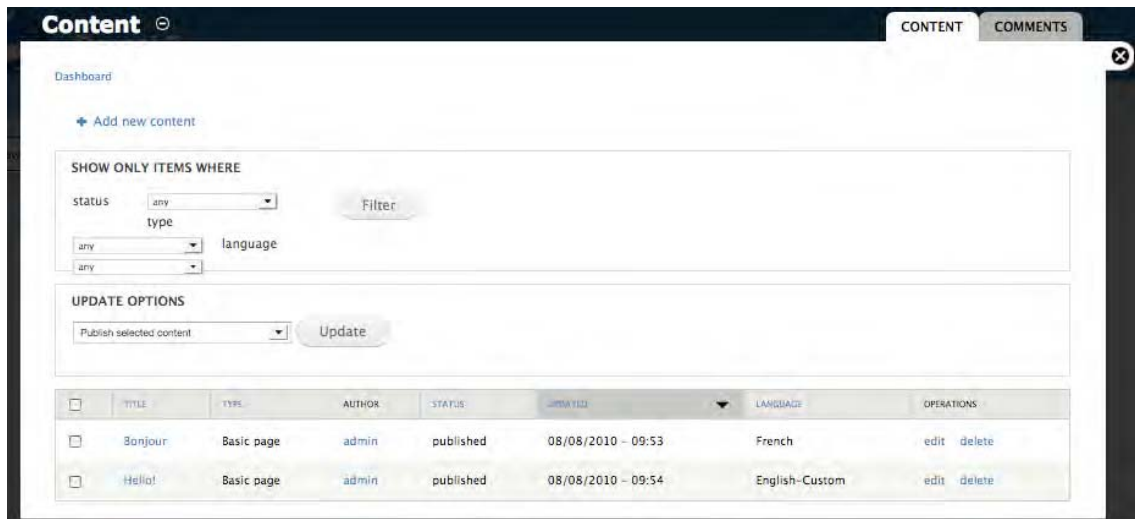 Content
CONTENT COMMENTS
Dashboard
Add new content
SHOW ONLY ITEMS WHERE
status any Filter
type
any language
any
UPDATE OPTIONS
Publish selected content Update
TITLE TYPE AUTHOR STATUS UPDATED LANGUAGE OPERATIONS
Bonjour Basic page admin published 08/08/2010 - 09:53 French edit delete
Hello! Basic page admin published 08/08/2010 - 09:54 English-Custom edit delete